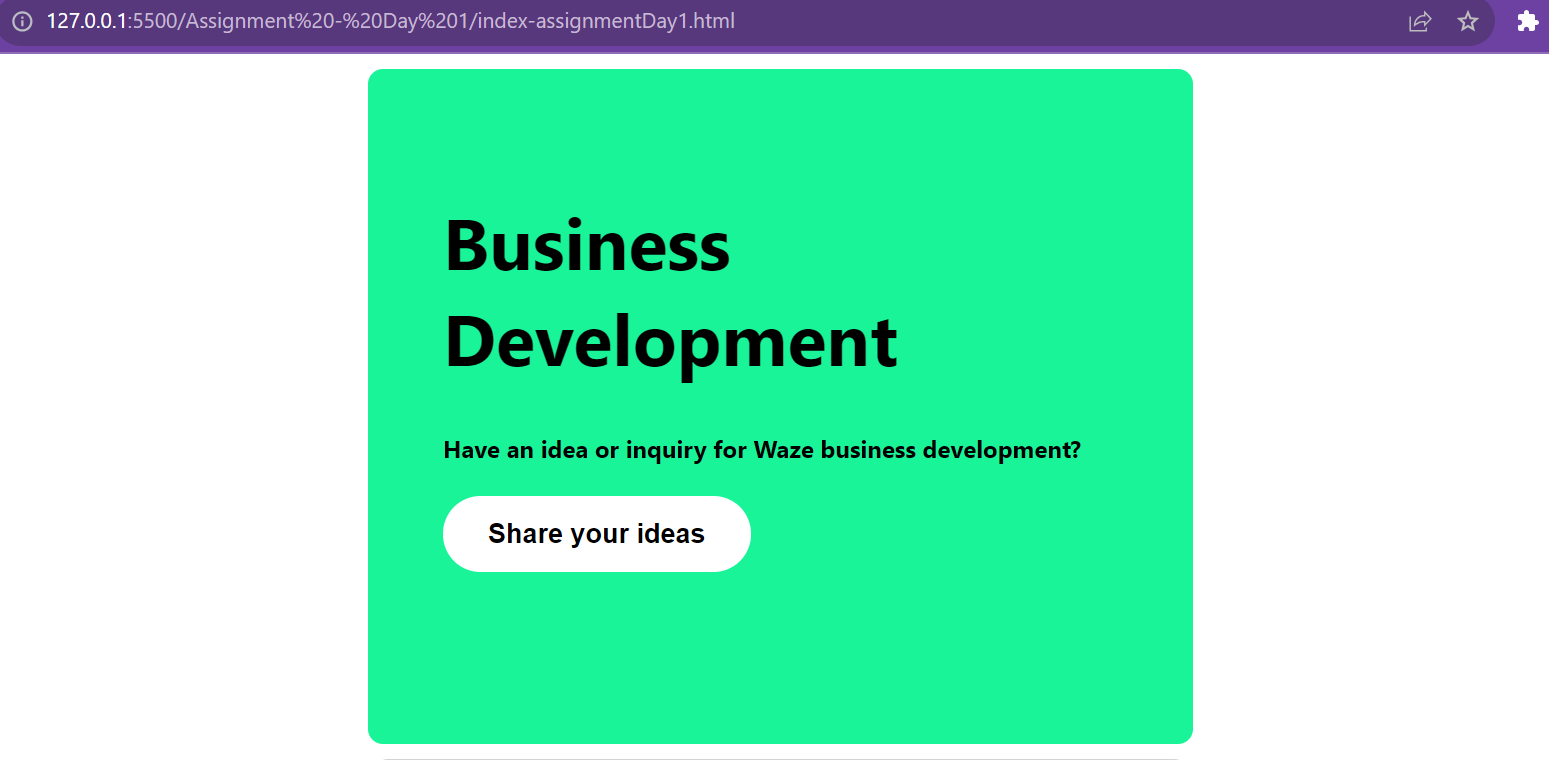 127.0.0.1:5500/Assignment%20-%20Day%201/index-assignmentDay1.html
Business
Development
Have an idea or inquiry for Waze business development?
Share your ideas